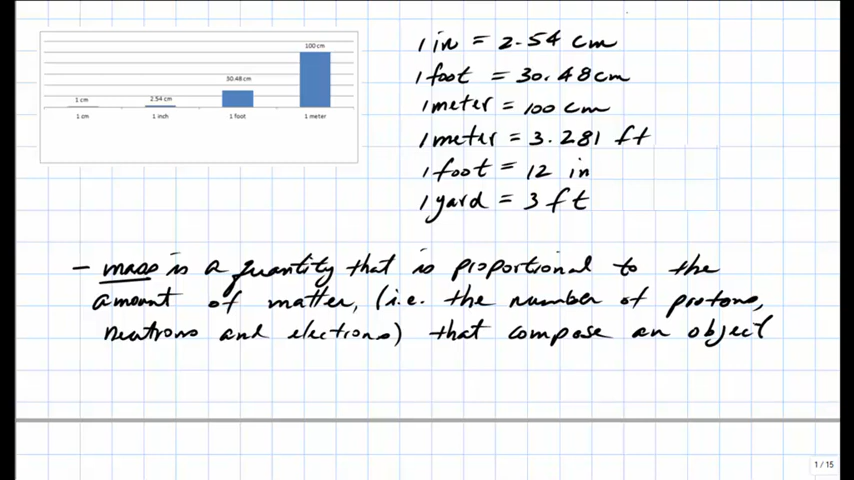 100 cm
30.48 cm
1 cm
2.54 cm
1 cm
1 inch
1 foot
1 meter
1 in = 2.54 cm
1 foot = 30.48 cm
1 meter = 100 cm
1 meter = 3.281 ft
1 foot = 12 in
1 yard = 3 ft
- mass is a quantity that is proportional to the
amount of matter, (i.e. the number of protons,
neutrons and electrons) that compose an object
1 / 15